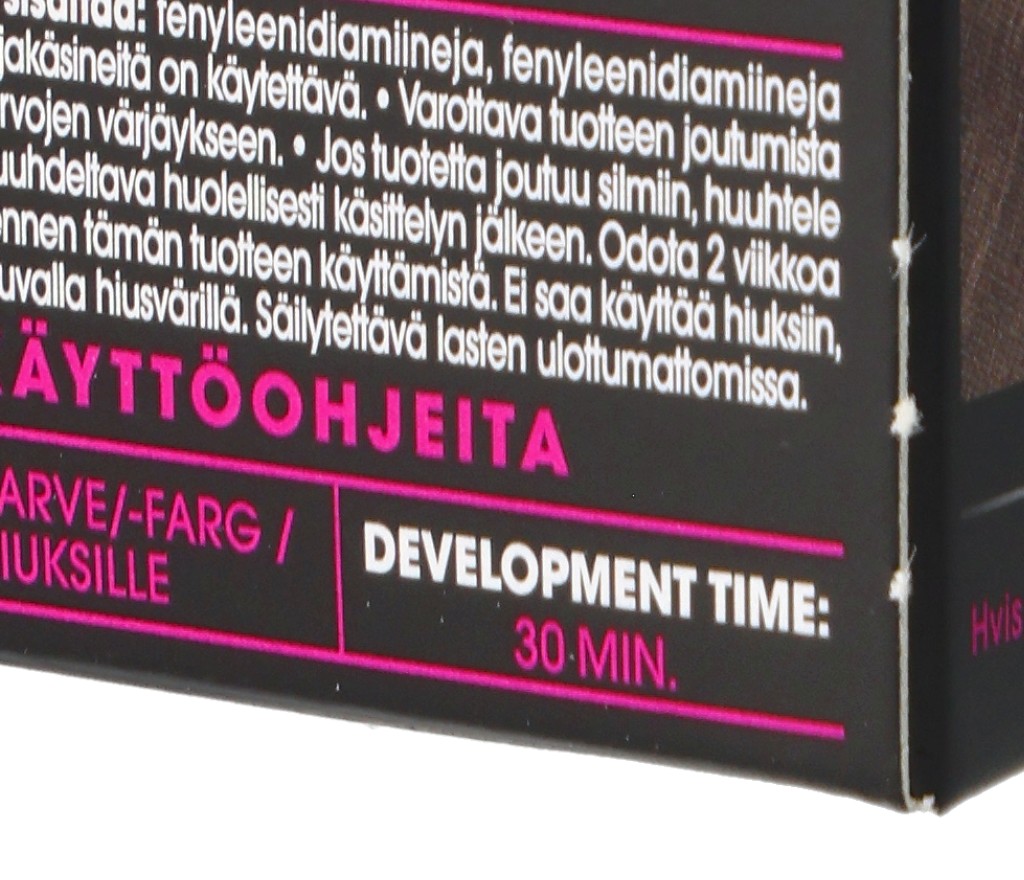 sisältää: fenyleenidiamiineja, fenyleenidiamiineja
jakäsineitä on käytettävä. • Varottava tuotteen joutumista
rvojen värjäykseen. • Jos tuotetta joutuu silmiin, huuhtele
uuhdeltava huolellisesti käsittelyn jälkeen. Odota 2 viikkoa
ennen tämän tuotteen käyttämistä. Ei saa käyttää hiuksiin,
uvalla hiusvärillä. Säilytettävä lasten ulottumattomissa.
KÄYTTÖOHJEITA
ARVE/-FARG /
IUKSILLE
DEVELOPMENT TIME:
30 MIN.
Hvis